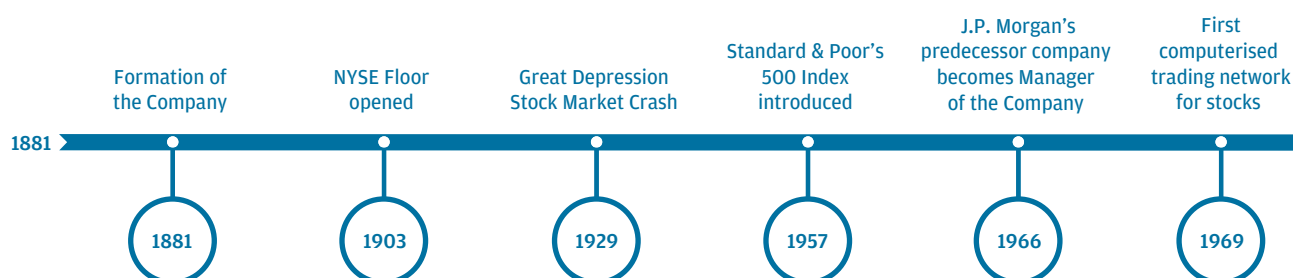 Formation of
the Company
NYSE Floor
opened
Great Depression
Stock Market Crash
Standard & Poor's
500 Index
introduced
J.P. Morgan's
predecessor company
becomes Manager
of the Company
First
computerised
trading network
for stocks
1881
1881
1903
1929
1957
1966
1969